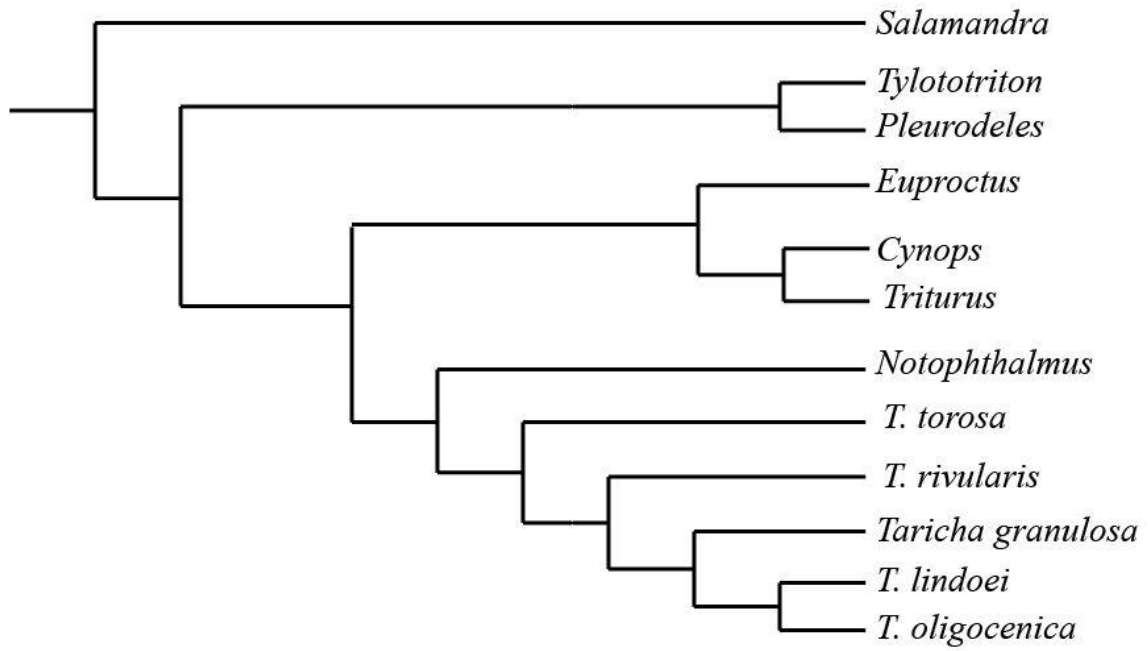 Salamandra
Tylototriton
Pleurodeles
Euproctus
Cynops
Triturus
Notophthalmus
T. torosa
T. rivularis
Taricha granulosa
T. lindoei
T. oligocenica